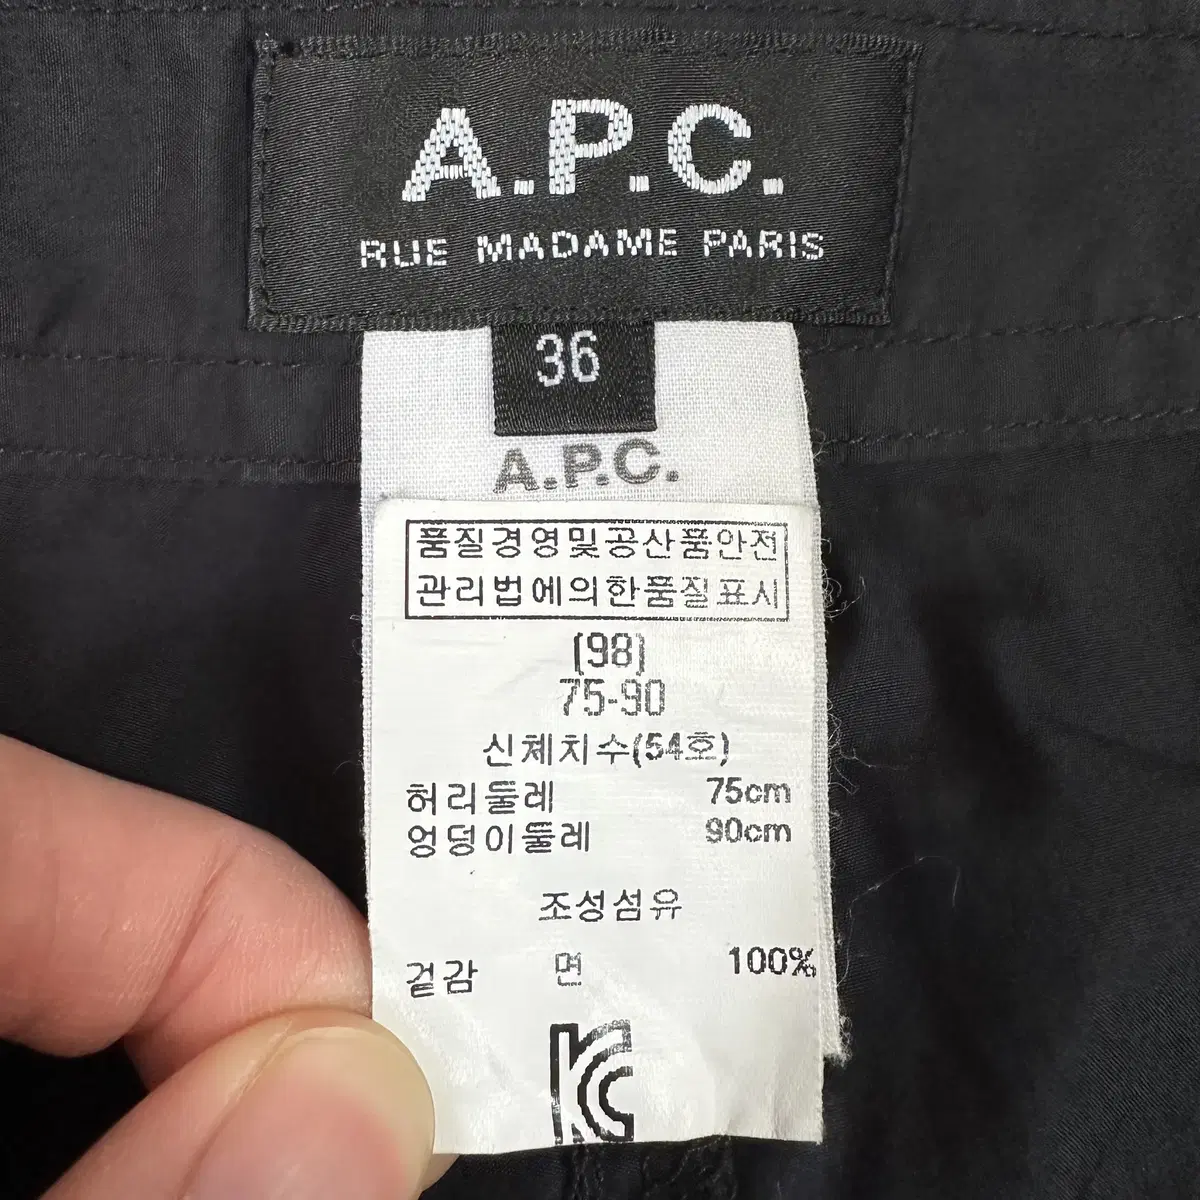 A.P.C.
RUE MADAME PARIS
36
A.P.C.
품질경영및공산품안전
관리법에의한품질표시
(98)
75-90
신체치수(54호)
허리둘레 75cm
엉덩이둘레 90cm
조성섬유
겉감 면 100%
KC